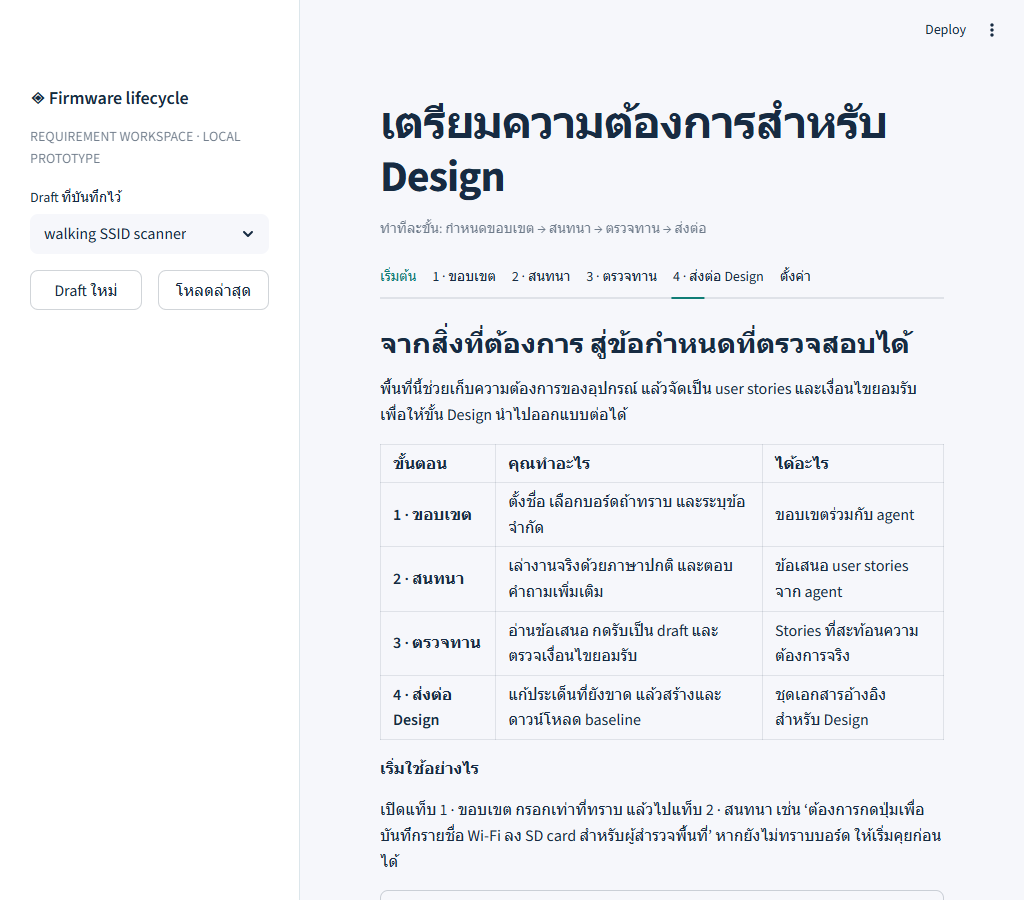 Deploy
◈ Firmware lifecycle
REQUIREMENT WORKSPACE · LOCAL
PROTOTYPE
Draft ที่บันทึกไว้
walking SSID scanner
Draft ใหม่
โหลดล่าสุด
เตรียมความต้องการสำหรับ
Design
ทำทีละขั้น: กำหนดขอบเขต → สนทนา → ตรวจทาน → ส่งต่อ
เริ่มต้น
1 · ขอบเขต
2 · สนทนา
3 · ตรวจทาน
4 · ส่งต่อ Design
ตั้งค่า
จากสิ่งที่ต้องการ สู่ข้อกำหนดที่ตรวจสอบได้
พื้นที่นี้ช่วยเก็บความต้องการของอุปกรณ์ แล้วจัดเป็น user stories และเงื่อนไขยอมรับ
เพื่อให้ขั้น Design นำไปออกแบบต่อได้
ขั้นตอน
คุณทำอะไร
ได้อะไร
1 · ขอบเขต
ตั้งชื่อ เลือกบอร์ดถ้าทราบ และระบุข้อ
จำกัด
ขอบเขตร่วมกับ agent
2 · สนทนา
เล่างานจริงด้วยภาษาปกติ และตอบ
คำถามเพิ่มเติม
ข้อเสนอ user stories
จาก agent
3 · ตรวจทาน
อ่านข้อเสนอ กดรับเป็น draft และ
ตรวจเงื่อนไขยอมรับ
Stories ที่สะท้อนความ
ต้องการจริง
4 · ส่งต่อ
Design
แก้ประเด็นที่ยังขาด แล้วสร้างและ
ดาวน์โหลด baseline
ชุดเอกสารอ้างอิง
สำหรับ Design
เริ่มใช้อย่างไร
เปิดแท็บ 1 · ขอบเขต กรอกเท่าที่ทราบ แล้วไปแท็บ 2 · สนทนา เช่น ‘ต้องการกดปุ่มเพื่อ
บันทึกรายชื่อ Wi-Fi ลง SD card สำหรับผู้สำรวจพื้นที่’ หากยังไม่ทราบบอร์ด ให้เริ่มคุยก่อน
ได้